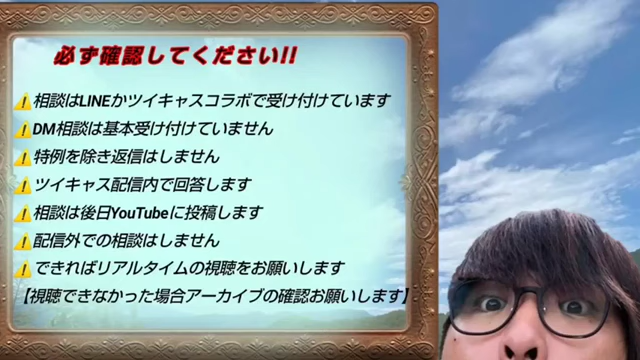 必ず確認してください!!
⚠️相談はLINEかツイキャスコラボで受け付けています
⚠️DM相談は基本受け付けていません
⚠️特例を除き返信はしません
⚠️ツイキャス配信内で回答します
⚠️相談は後日YouTubeに投稿します
⚠️配信外での相談はしません
⚠️できればリアルタイムの視聴をお願いします
【視聴できなかった場合アーカイブの確認お願いします】